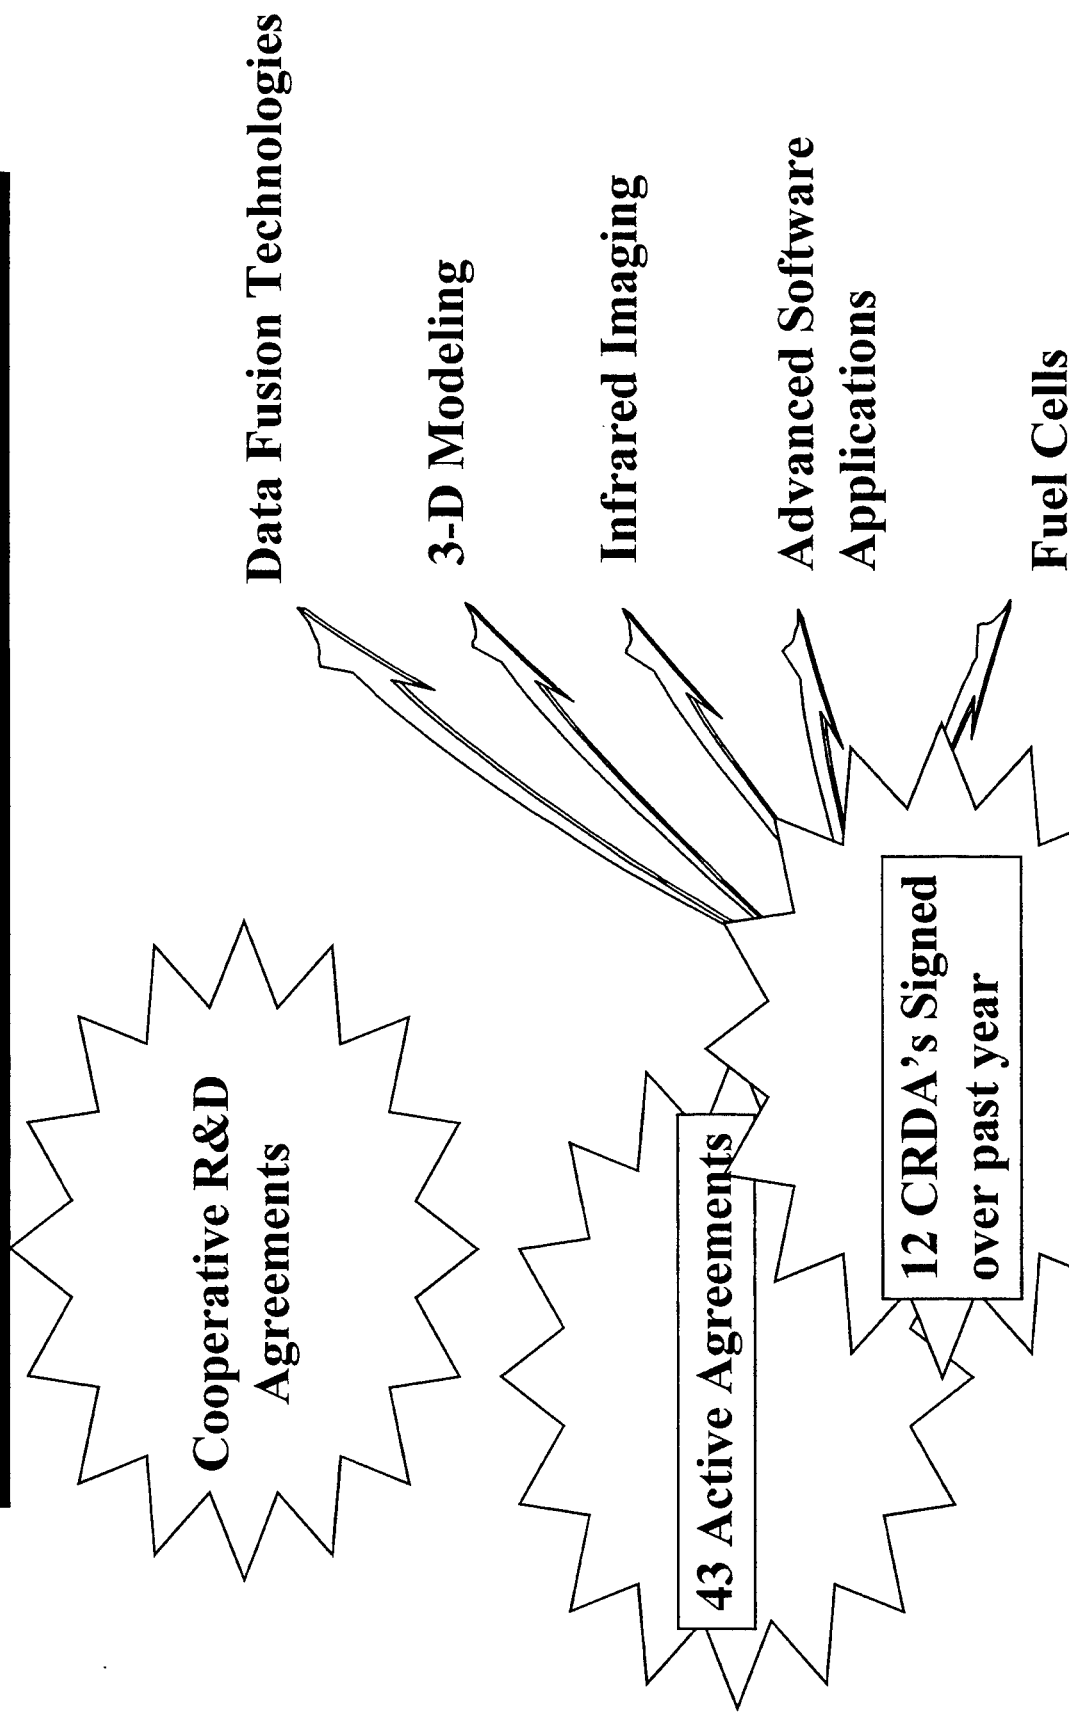 Cooperative R&D
Agreements
43 Active Agreements
12 CRDA's Signed
over past year
Data Fusion Technologies
3-D Modeling
Infrared Imaging
Advanced Software
Applications
Fuel Cells